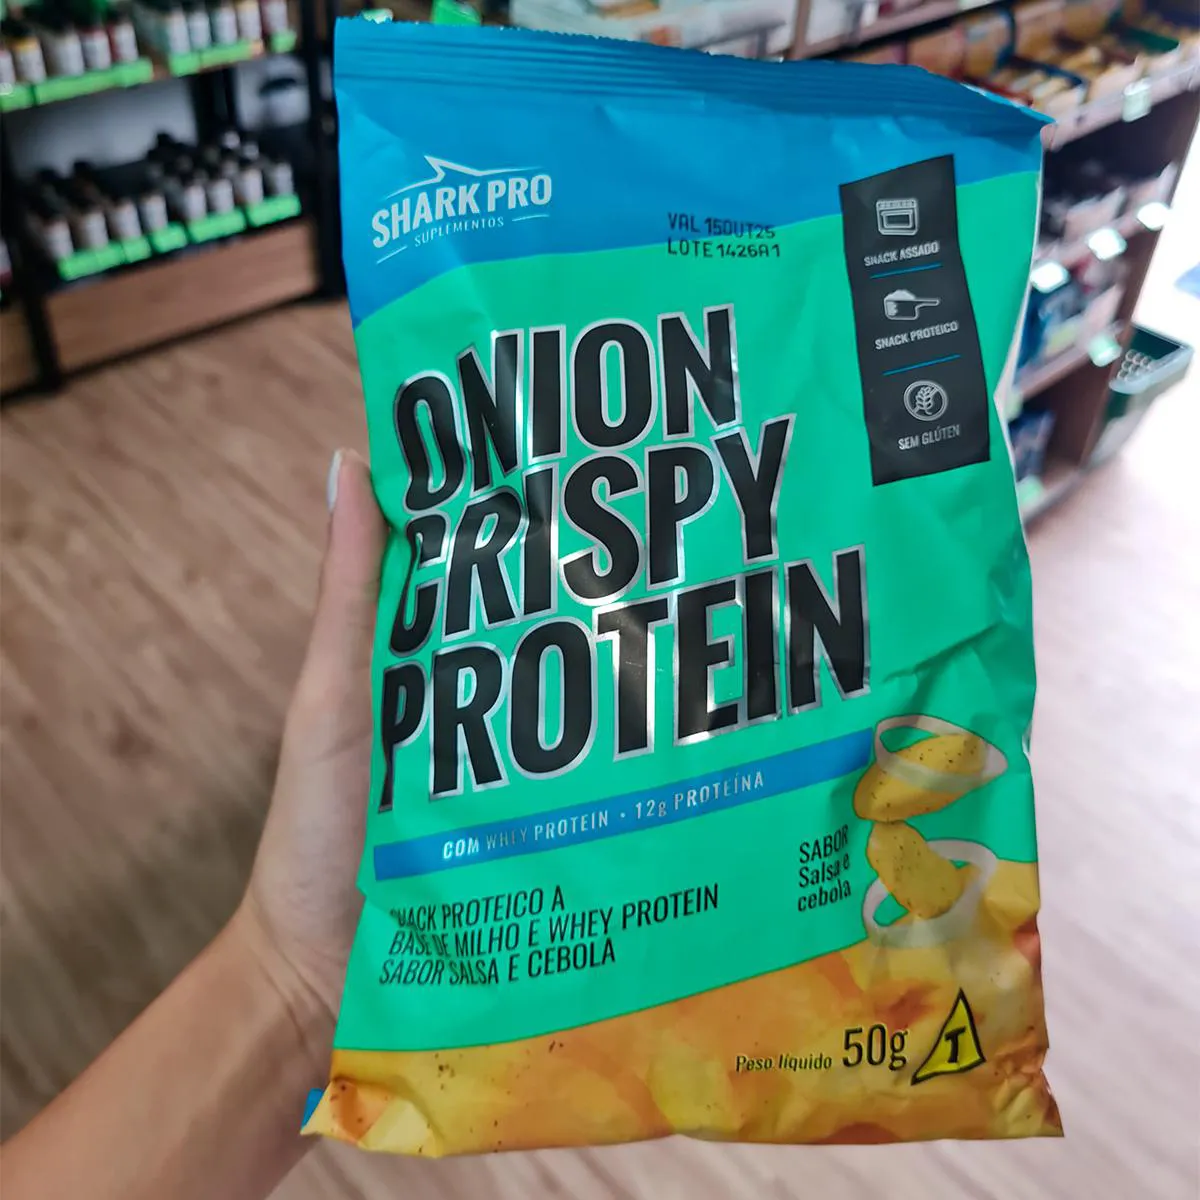 SHARK PRO
SUPLEMENTOS
VAL 15OUT25
LOTE 1426A1
SNACK ASSADO
SNACK PROTEICO
SEM GLÚTEN
ONION
CRISPY
PROTEIN
COM WHEY PROTEIN • 12g PROTEÍNA
SNACK PROTEICO A
BASE DE MILHO E WHEY PROTEIN
SABOR SALSA E CEBOLA
SABOR
Salsa e
cebola
Peso líquido 50g
T